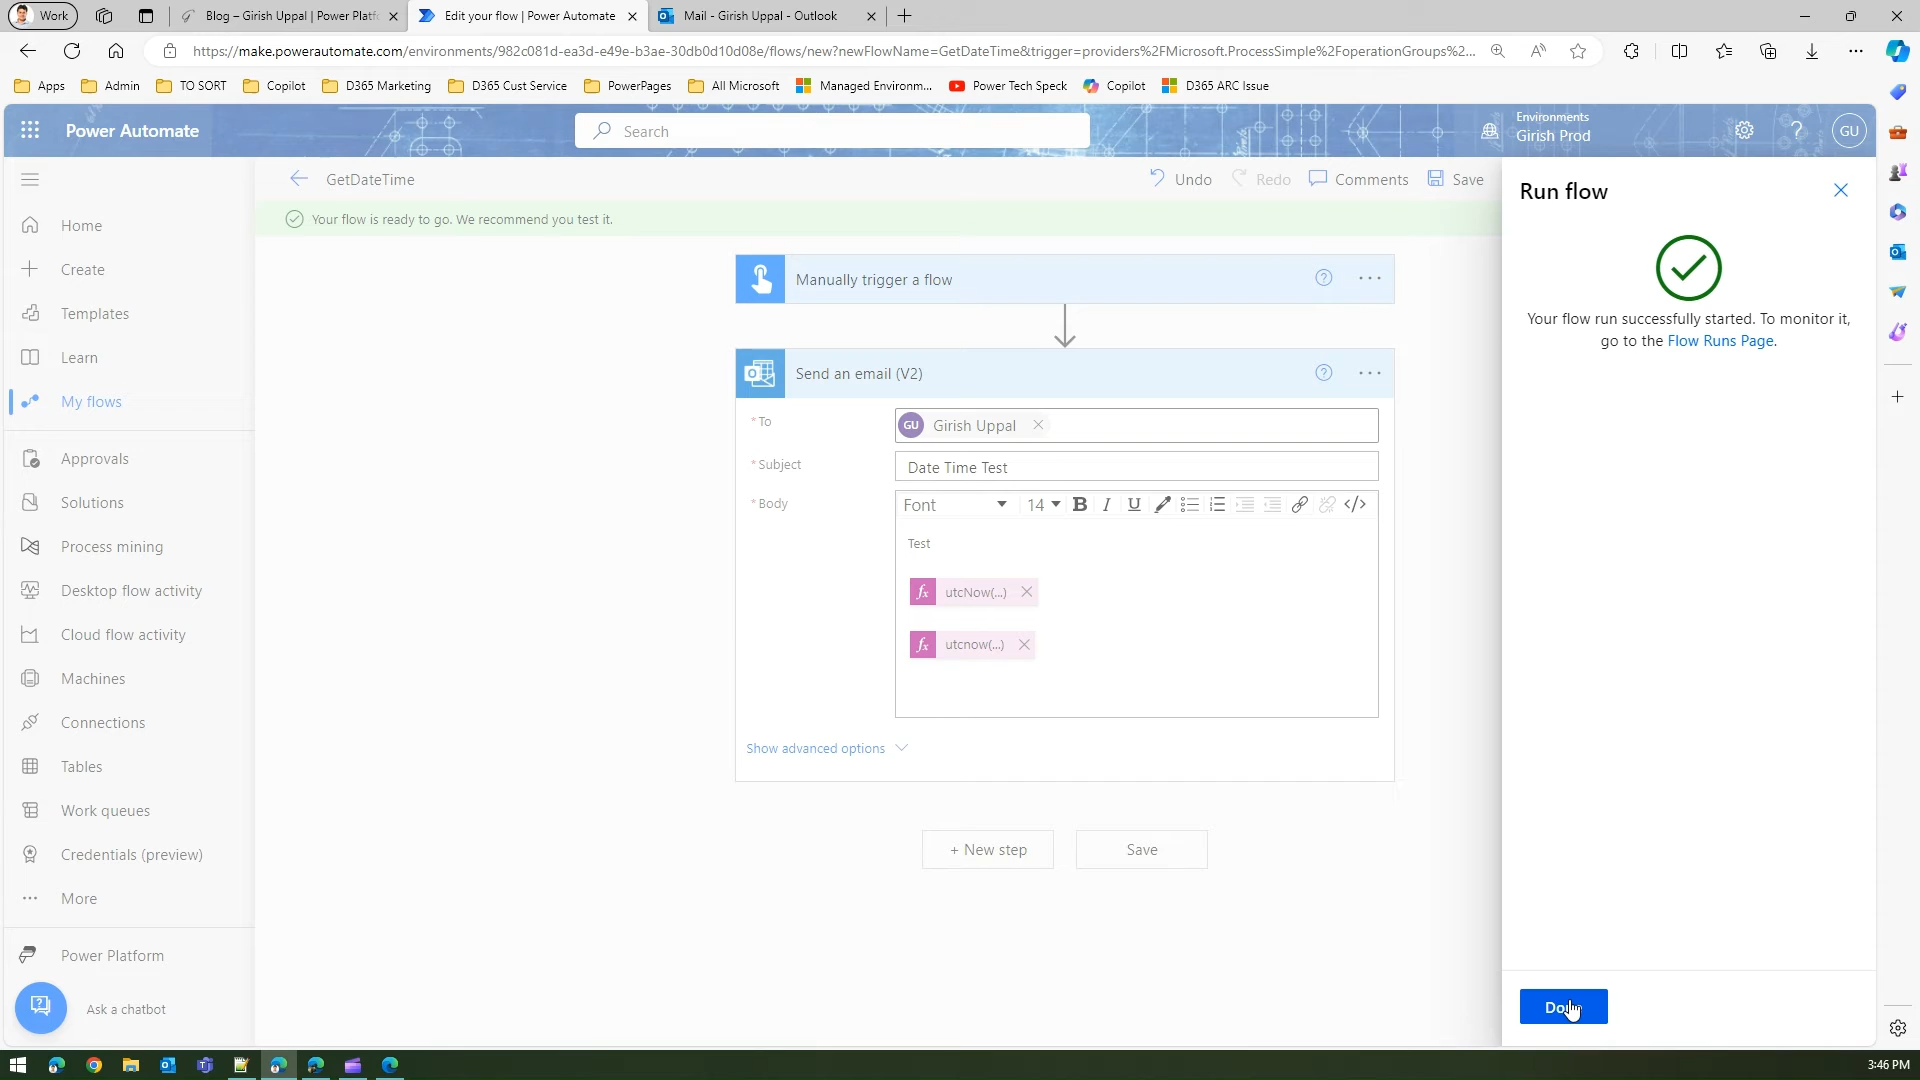 Work
Blog – Girish Uppal | Power Platf
Edit your flow | Power Automate
Mail - Girish Uppal - Outlook
https://make.powerautomate.com/environments/982c081d-ea3d-e49e-b3ae-30db0d10d08e/flows/new?newFlowName=GetDateTime&trigger=providers%2FMicrosoft.ProcessSimple%2FoperationGroups%2...
Apps
Admin
TO SORT
Copilot
D365 Marketing
D365 Cust Service
PowerPages
All Microsoft
Managed Environm...
Power Tech Speck
Copilot
D365 ARC Issue
Power Automate
Search
Environments
Girish Prod
GU
GetDateTime
Undo
Redo
Comments
Save
Your flow is ready to go. We recommend you test it.
Home
Create
Templates
Learn
My flows
Approvals
Solutions
Process mining
Desktop flow activity
Cloud flow activity
Machines
Connections
Tables
Work queues
Credentials (preview)
More
Power Platform
Ask a chatbot
Manually trigger a flow
Send an email (V2)
* To
GU Girish Uppal
* Subject
Date Time Test
* Body
Font 14 B I U </>
Test
fx utcNow(...)
fx utcnow(...)
Show advanced options
+ New step
Save
Run flow
Your flow run successfully started. To monitor it,
go to the Flow Runs Page.
3:46 PM